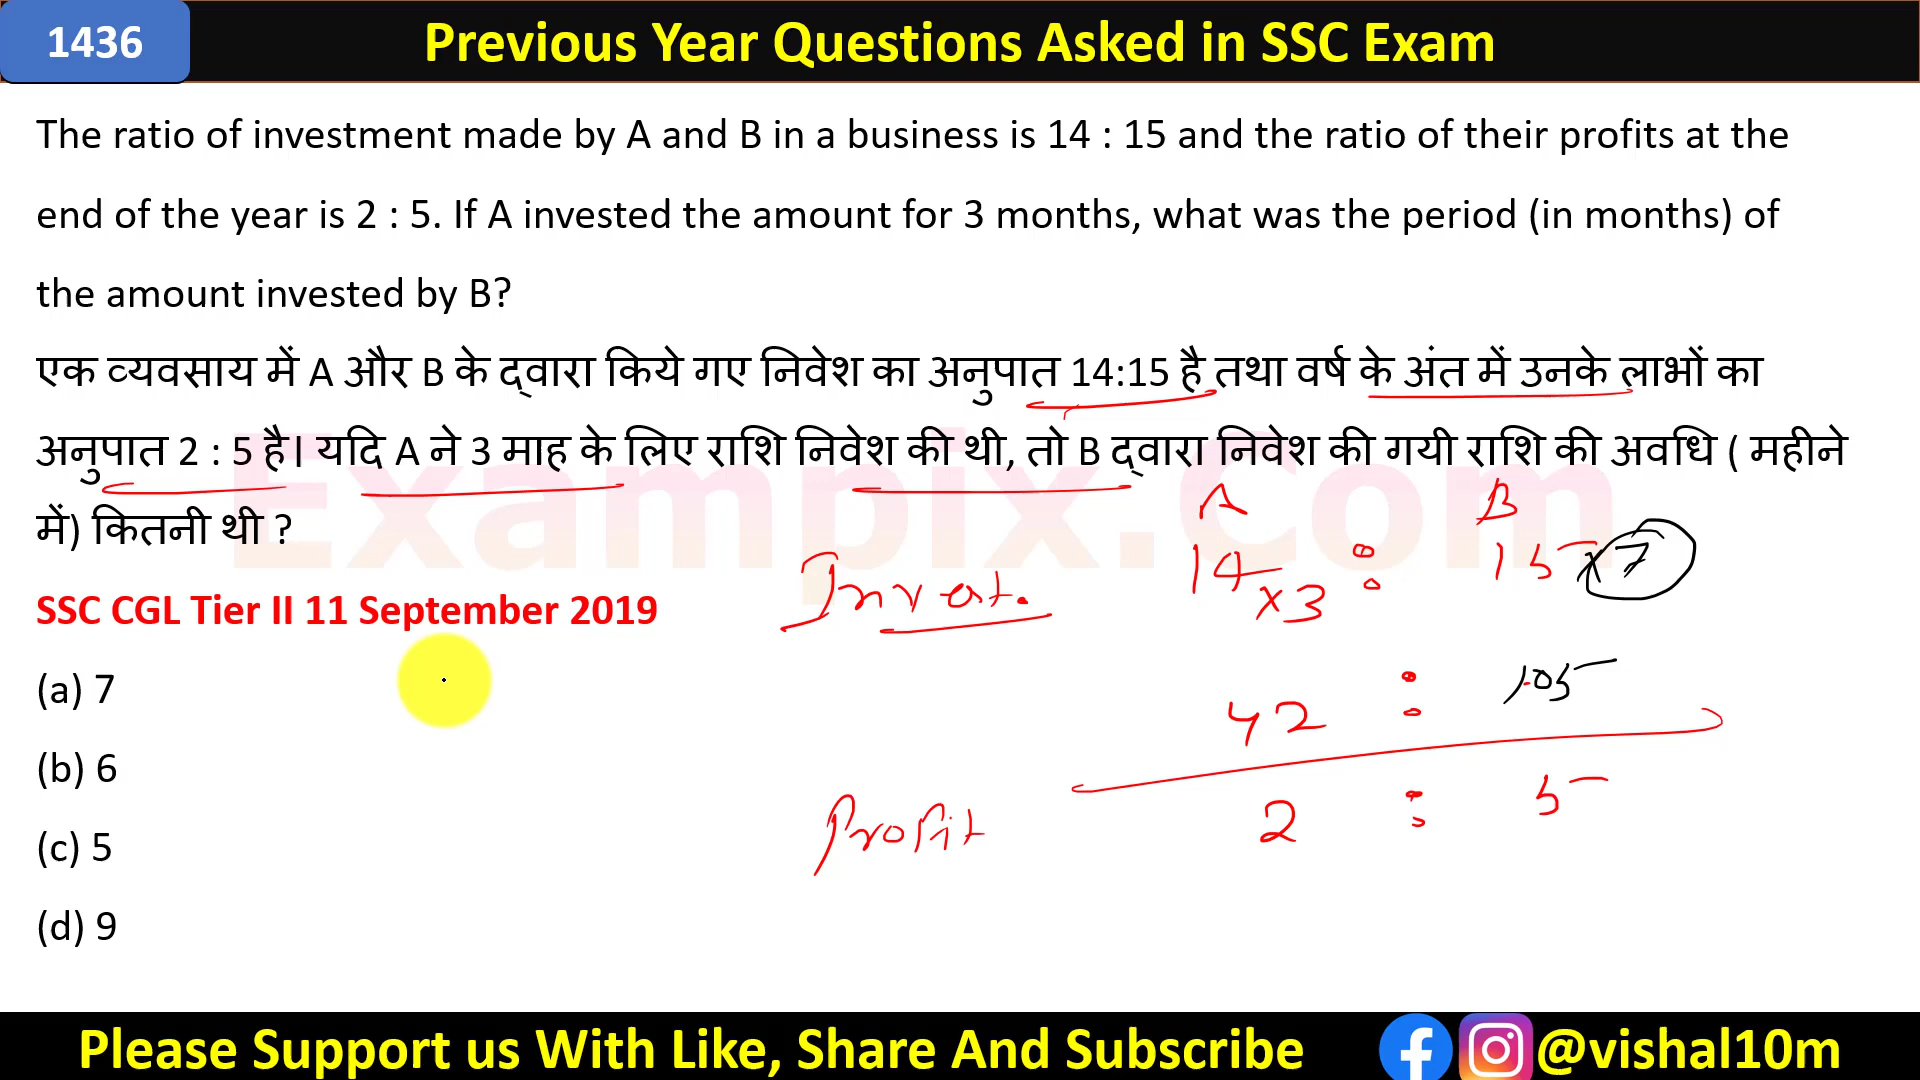 1436
Previous Year Questions Asked in SSC Exam
The ratio of investment made by A and B in a business is 14 : 15 and the ratio of their profits at the
end of the year is 2 : 5. If A invested the amount for 3 months, what was the period (in months) of
the amount invested by B?
एक व्यवसाय में A और B के द्वारा किये गए निवेश का अनुपात 14:15 है तथा वर्ष के अंत में उनके लाभों का
अनुपात 2 : 5 है| यदि A ने 3 माह के लिए राशि निवेश की थी, तो B द्वारा निवेश की गयी राशि की अवधि ( महीने
में) कितनी थी ?
Exampix.Com
A B
Invest. 14 x 3 : 15 x 7
SSC CGL Tier II 11 September 2019
(a) 7
42 : 105
(b) 6
Profit 2 : 5
(c) 5
(d) 9
Please Support us With Like, Share And Subscribe
@vishal10m